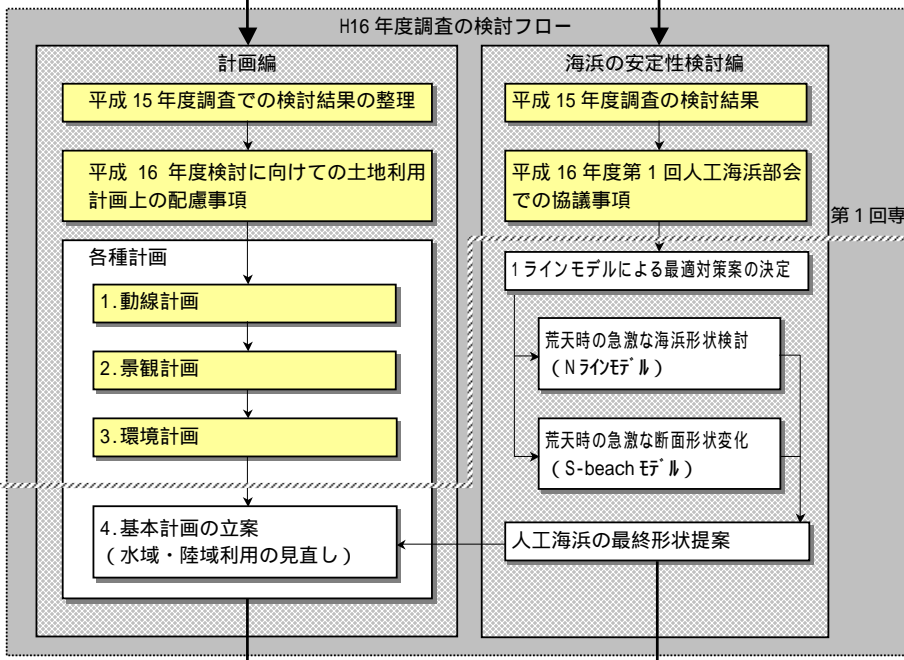 H16 年度調査の検討フロー
計画編
平成 15 年度調査での検討結果の整理
平成 16 年度検討に向けての土地利用
計画上の配慮事項
各種計画
1.動線計画
2.景観計画
3.環境計画
4.基本計画の立案
（水域・陸域利用の見直し）
海浜の安定性検討編
平成 15 年度調査の検討結果
平成 16 年度第 1 回人工海浜部会
での協議事項
第 1 回専
1 ラインモデルによる最適対策案の決定
荒天時の急激な海浜形状検討
（N ﾗｲﾝﾓﾃﾞﾙ）
荒天時の急激な断面形状変化
（S-beach ﾓﾃﾞﾙ）
人工海浜の最終形状提案